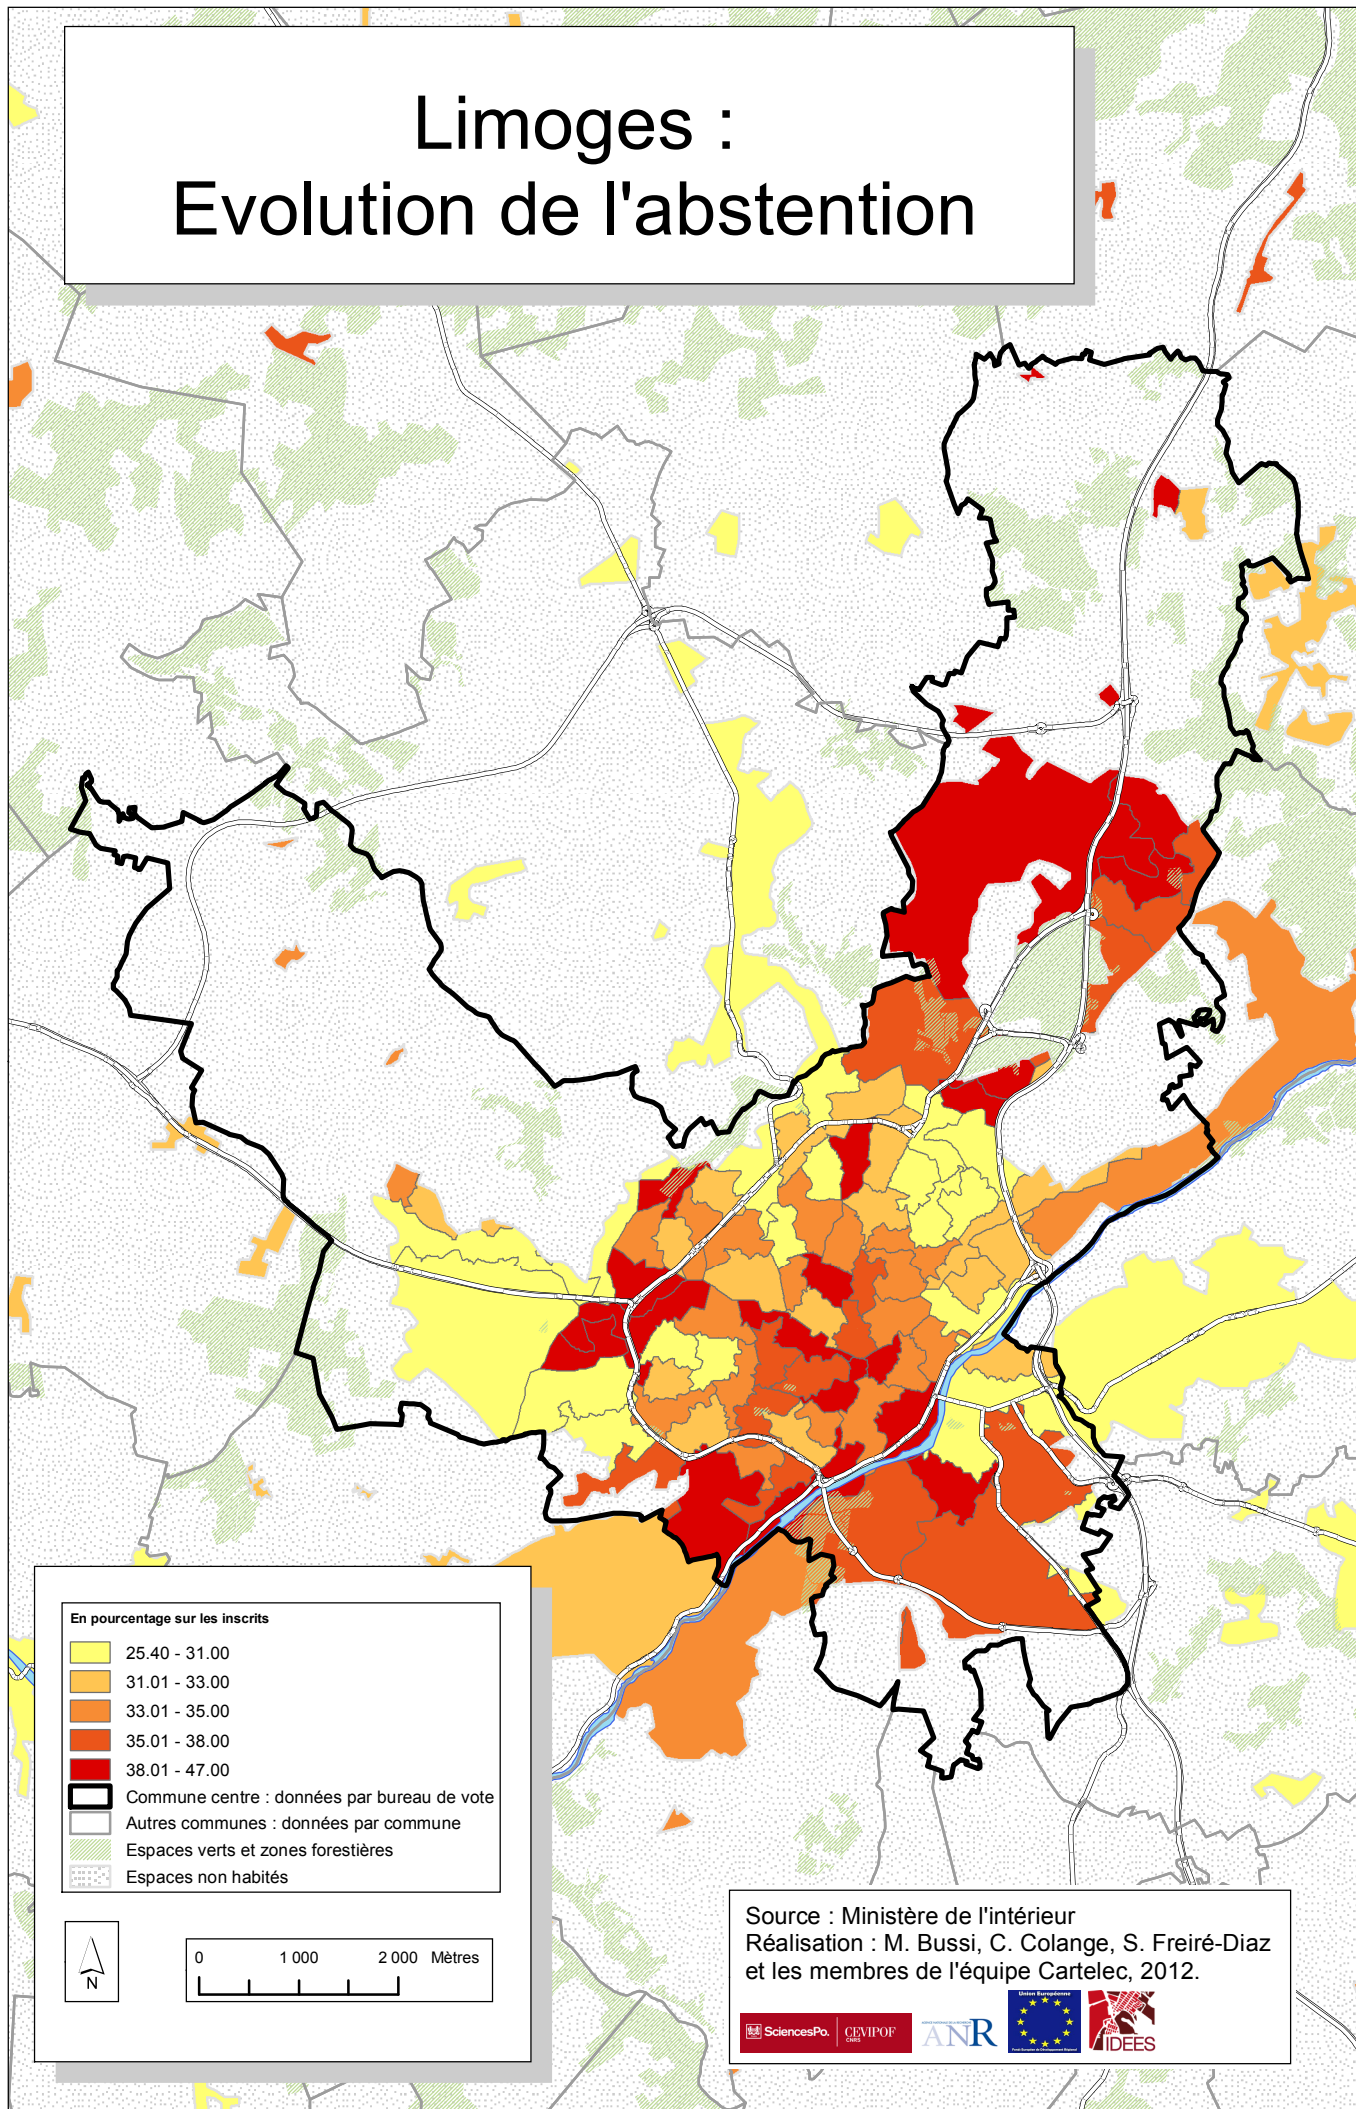 Limoges :
Evolution de l'abstention
En pourcentage sur les inscrits
25.40 - 31.00
31.01 - 33.00
33.01 - 35.00
35.01 - 38.00
38.01 - 47.00
Commune centre : données par bureau de vote
Autres communes : données par commune
Espaces verts et zones forestières
Espaces non habités
N
0 1 000 2 000 Mètres
Source : Ministère de l'intérieur
Réalisation : M. Bussi, C. Colange, S. Freiré-Diaz
et les membres de l'équipe Cartelec, 2012.
SciencesPo.
CEVIPOF
CNRS
ANR
Union Européenne
IDEES